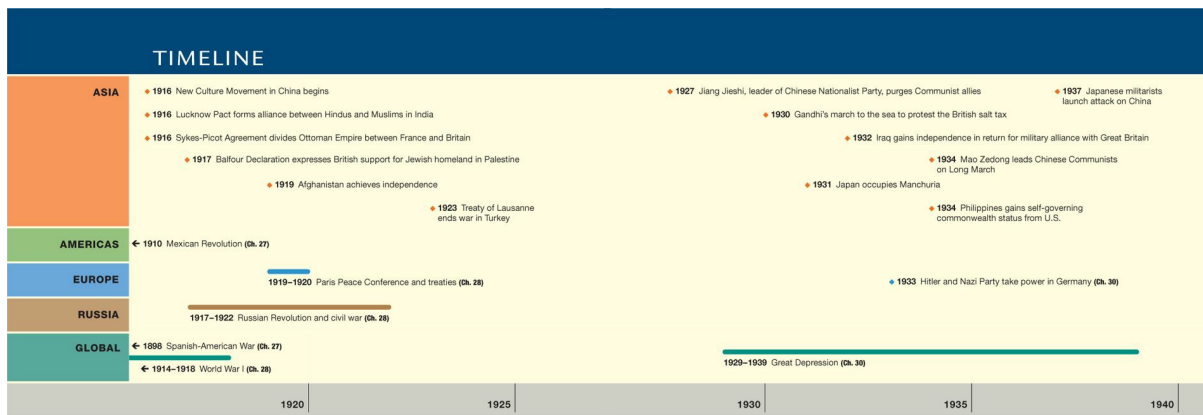 TIMELINE
ASIA
◆ 1916 New Culture Movement in China begins
◆ 1927 Jiang Jieshi, leader of Chinese Nationalist Party, purges Communist allies
◆ 1937 Japanese militarists
launch attack on China
◆ 1916 Lucknow Pact forms alliance between Hindus and Muslims in India
◆ 1930 Gandhi's march to the sea to protest the British salt tax
◆ 1916 Sykes-Picot Agreement divides Ottoman Empire between France and Britain
◆ 1932 Iraq gains independence in return for military alliance with Great Britain
◆ 1917 Balfour Declaration expresses British support for Jewish homeland in Palestine
◆ 1934 Mao Zedong leads Chinese Communists
on Long March
◆ 1919 Afghanistan achieves independence
◆ 1931 Japan occupies Manchuria
◆ 1923 Treaty of Lausanne
ends war in Turkey
◆ 1934 Philippines gains self-governing
commonwealth status from U.S.
AMERICAS
← 1910 Mexican Revolution (Ch. 27)
EUROPE
1919–1920 Paris Peace Conference and treaties (Ch. 28)
◆ 1933 Hitler and Nazi Party take power in Germany (Ch. 30)
RUSSIA
1917–1922 Russian Revolution and civil war (Ch. 28)
GLOBAL
← 1898 Spanish-American War (Ch. 27)
← 1914–1918 World War I (Ch. 28)
1929–1939 Great Depression (Ch. 30)
1920
1925
1930
1935
1940